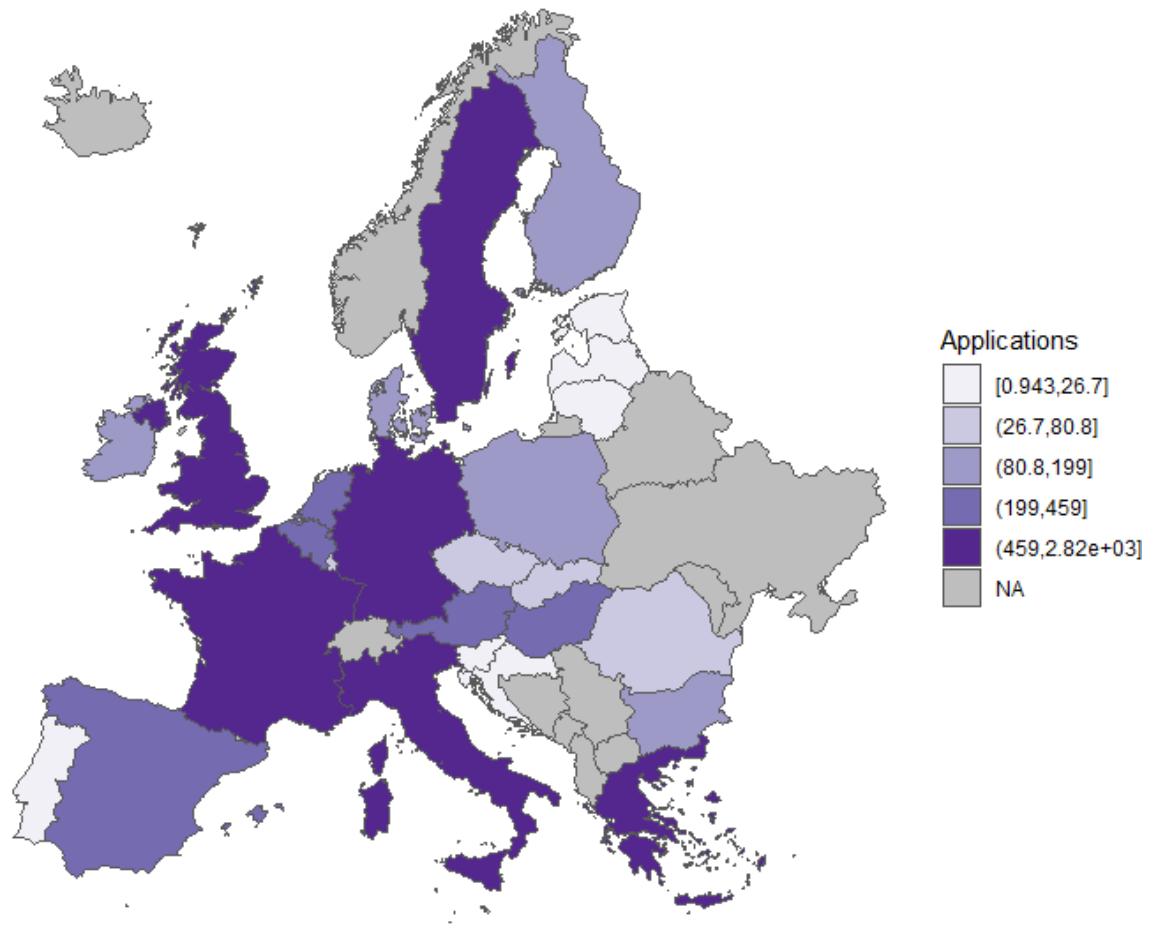 Applications
[0.943,26.7]
(26.7,80.8]
(80.8,199]
(199,459]
(459,2.82e+03]
NA